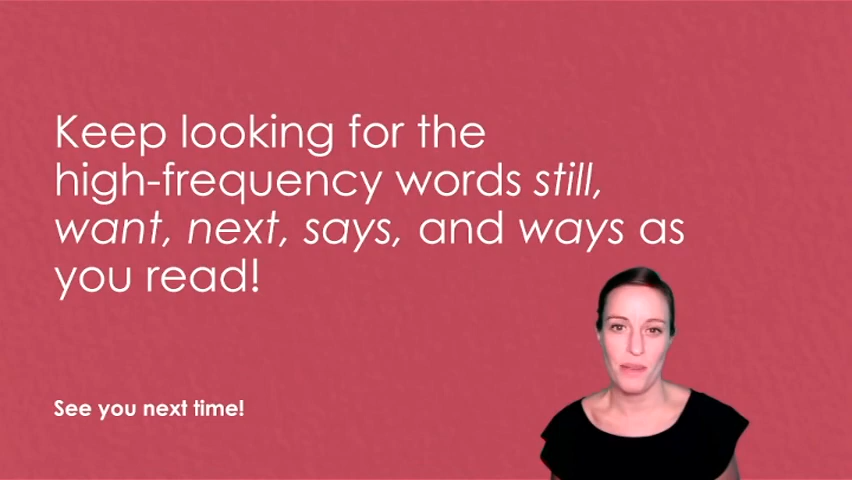 Keep looking for the
high-frequency words still,
want, next, says, and ways as
you read!
See you next time!